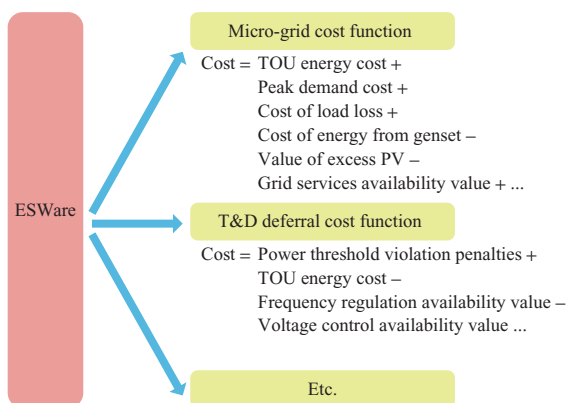 ESWare
Micro-grid cost function
Cost = TOU energy cost +
Peak demand cost +
Cost of load loss +
Cost of energy from genset –
Value of excess PV –
Grid services availability value + ...
T&D deferral cost function
Cost = Power threshold violation penalties +
TOU energy cost –
Frequency regulation availability value –
Voltage control availability value ...
Etc.